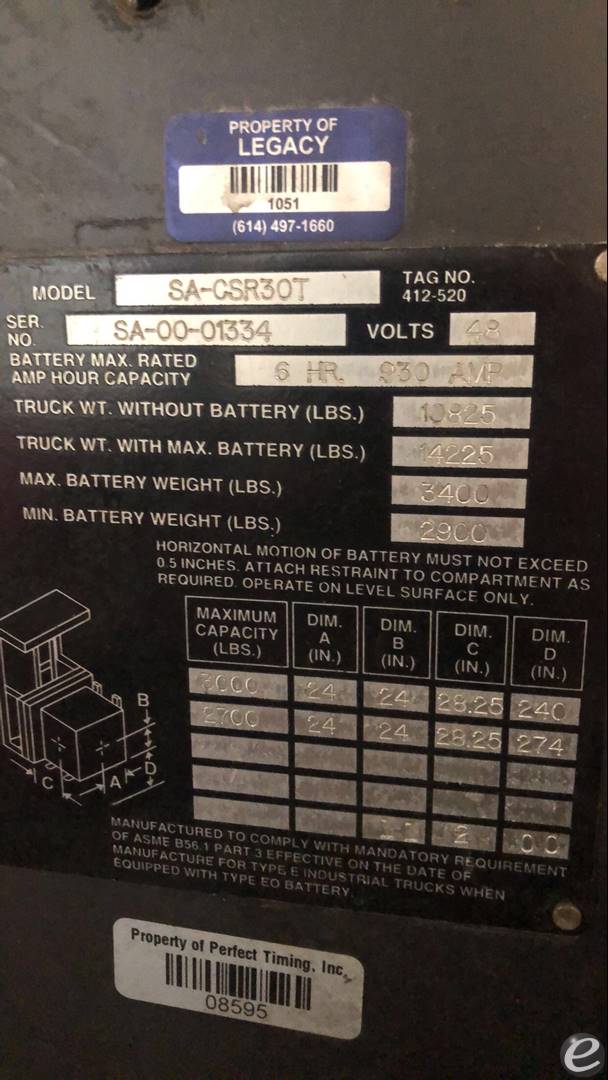 PROPERTY OF
LEGACY
1051
(614) 497-1660
MODEL SA-CSR30T TAG NO. 412-520
SER. NO. SA-00-01334 VOLTS 48
BATTERY MAX. RATED
AMP HOUR CAPACITY 6 HR. 930 AMP
TRUCK WT. WITHOUT BATTERY (LBS.) 10825
TRUCK WT. WITH MAX. BATTERY (LBS.) 14225
MAX. BATTERY WEIGHT (LBS.) 3400
MIN. BATTERY WEIGHT (LBS.) 2900
HORIZONTAL MOTION OF BATTERY MUST NOT EXCEED
0.5 INCHES. ATTACH RESTRAINT TO COMPARTMENT AS
REQUIRED. OPERATE ON LEVEL SURFACE ONLY.
MAXIMUM CAPACITY (LBS.) DIM. A (IN.) DIM. B (IN.) DIM. C (IN.) DIM. D (IN.)
3000 24 24 28.25 240
2700 24 24 28.25 274
2 00
B
C A D
MANUFACTURED TO COMPLY WITH MANDATORY REQUIREMENT
OF ASME B56.1 PART 3 EFFECTIVE ON THE DATE OF
MANUFACTURE FOR TYPE E INDUSTRIAL TRUCKS WHEN
EQUIPPED WITH TYPE EO BATTERY.
Property of Perfect Timing, Inc.
08595
e